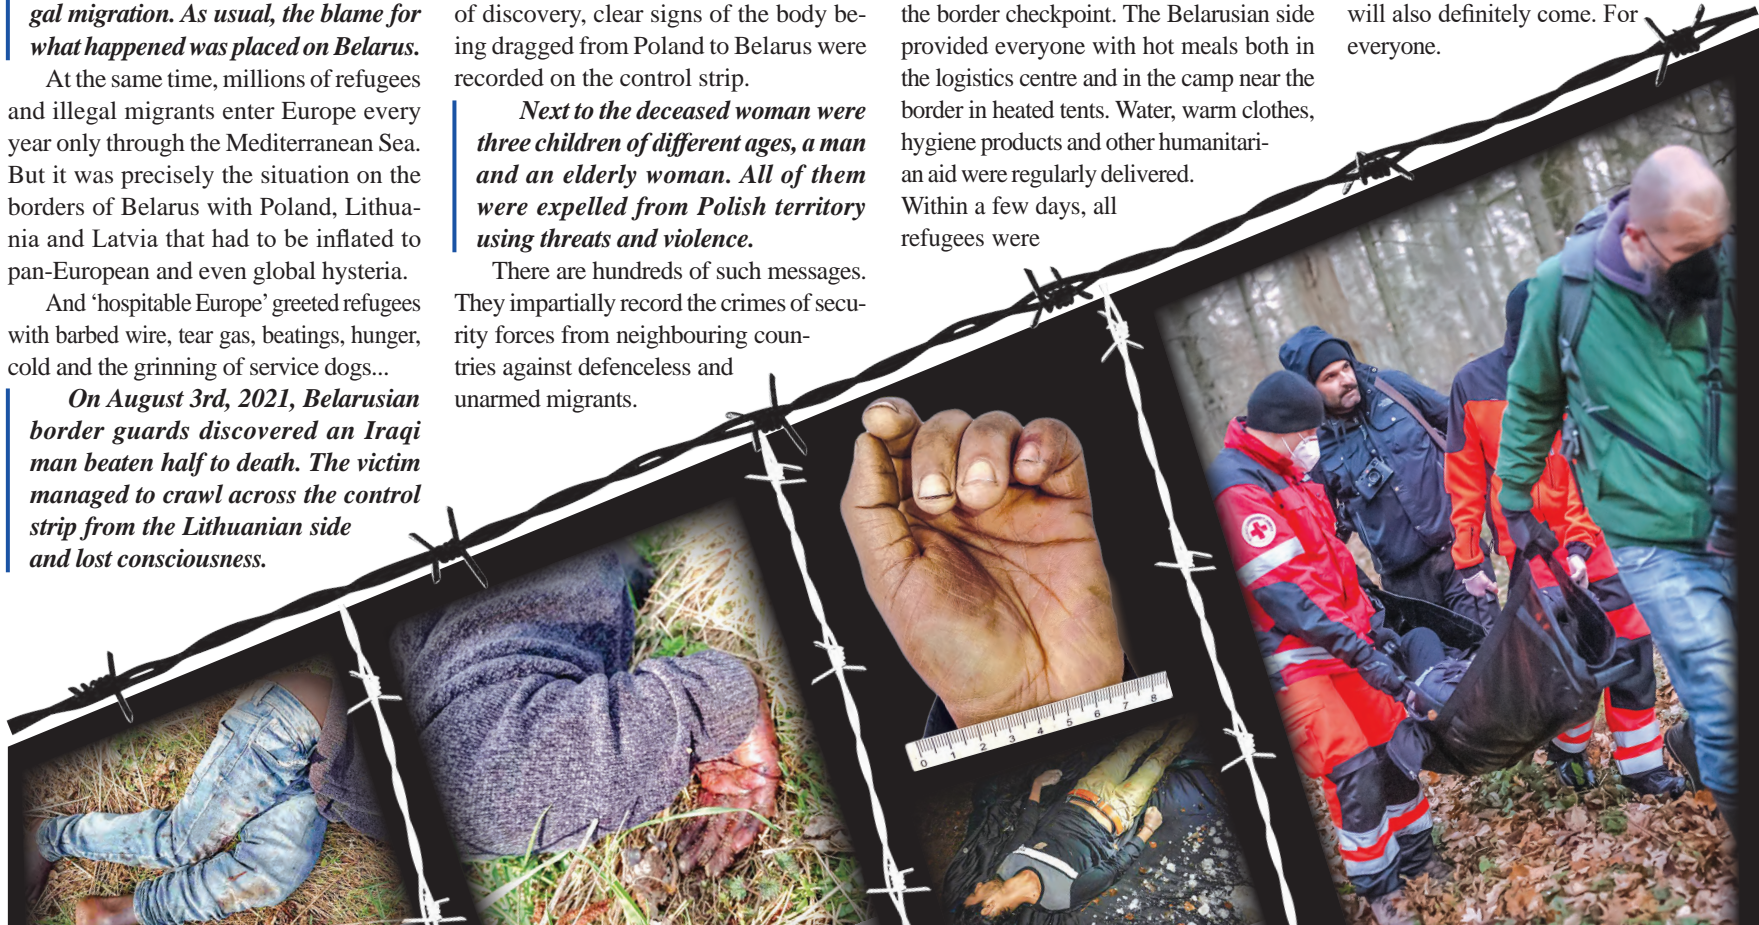 gal migration. As usual, the blame for
what happened was placed on Belarus.
At the same time, millions of refugees
and illegal migrants enter Europe every
year only through the Mediterranean Sea.
But it was precisely the situation on the
borders of Belarus with Poland, Lithua-
nia and Latvia that had to be inflated to
pan-European and even global hysteria.
And ‘hospitable Europe’ greeted refugees
with barbed wire, tear gas, beatings, hunger,
cold and the grinning of service dogs...
On August 3rd, 2021, Belarusian
border guards discovered an Iraqi
man beaten half to death. The victim
managed to crawl across the control
strip from the Lithuanian side
and lost consciousness.
of discovery, clear signs of the body be-
ing dragged from Poland to Belarus were
recorded on the control strip.
Next to the deceased woman were
three children of different ages, a man
and an elderly woman. All of them
were expelled from Polish territory
using threats and violence.
There are hundreds of such messages.
They impartially record the crimes of secu-
rity forces from neighbouring coun-
tries against defenceless and
unarmed migrants.
the border checkpoint. The Belarusian side
provided everyone with hot meals both in
the logistics centre and in the camp near the
border in heated tents. Water, warm clothes,
hygiene products and other humanitari-
an aid were regularly delivered.
Within a few days, all
refugees were
will also definitely come. For
everyone.
0 1 2 3 4 5 6 7 8